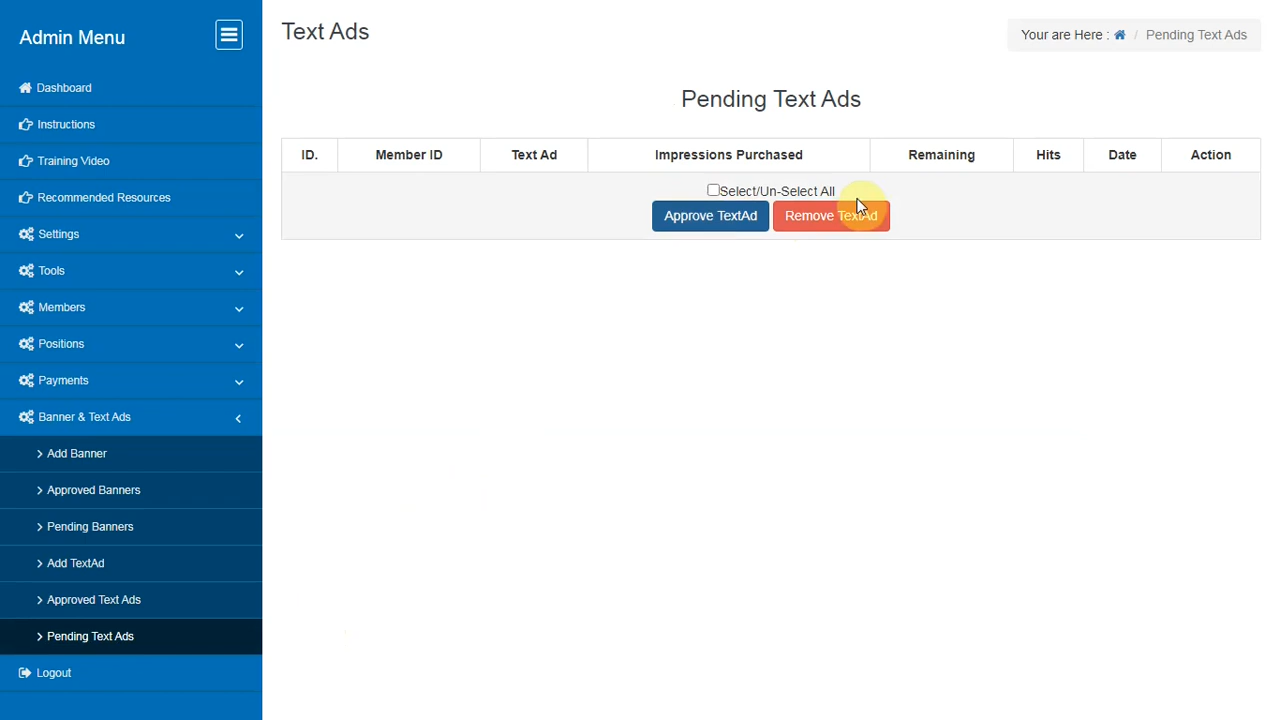 Admin Menu
Dashboard
Instructions
Training Video
Recommended Resources
Settings
Tools
Members
Positions
Payments
Banner & Text Ads
Add Banner
Approved Banners
Pending Banners
Add TextAd
Approved Text Ads
Pending Text Ads
Logout
Text Ads
Your are Here : / Pending Text Ads
Pending Text Ads
ID. Member ID Text Ad Impressions Purchased Remaining Hits Date Action
Select/Un-Select All
Approve TextAd Remove TextAd